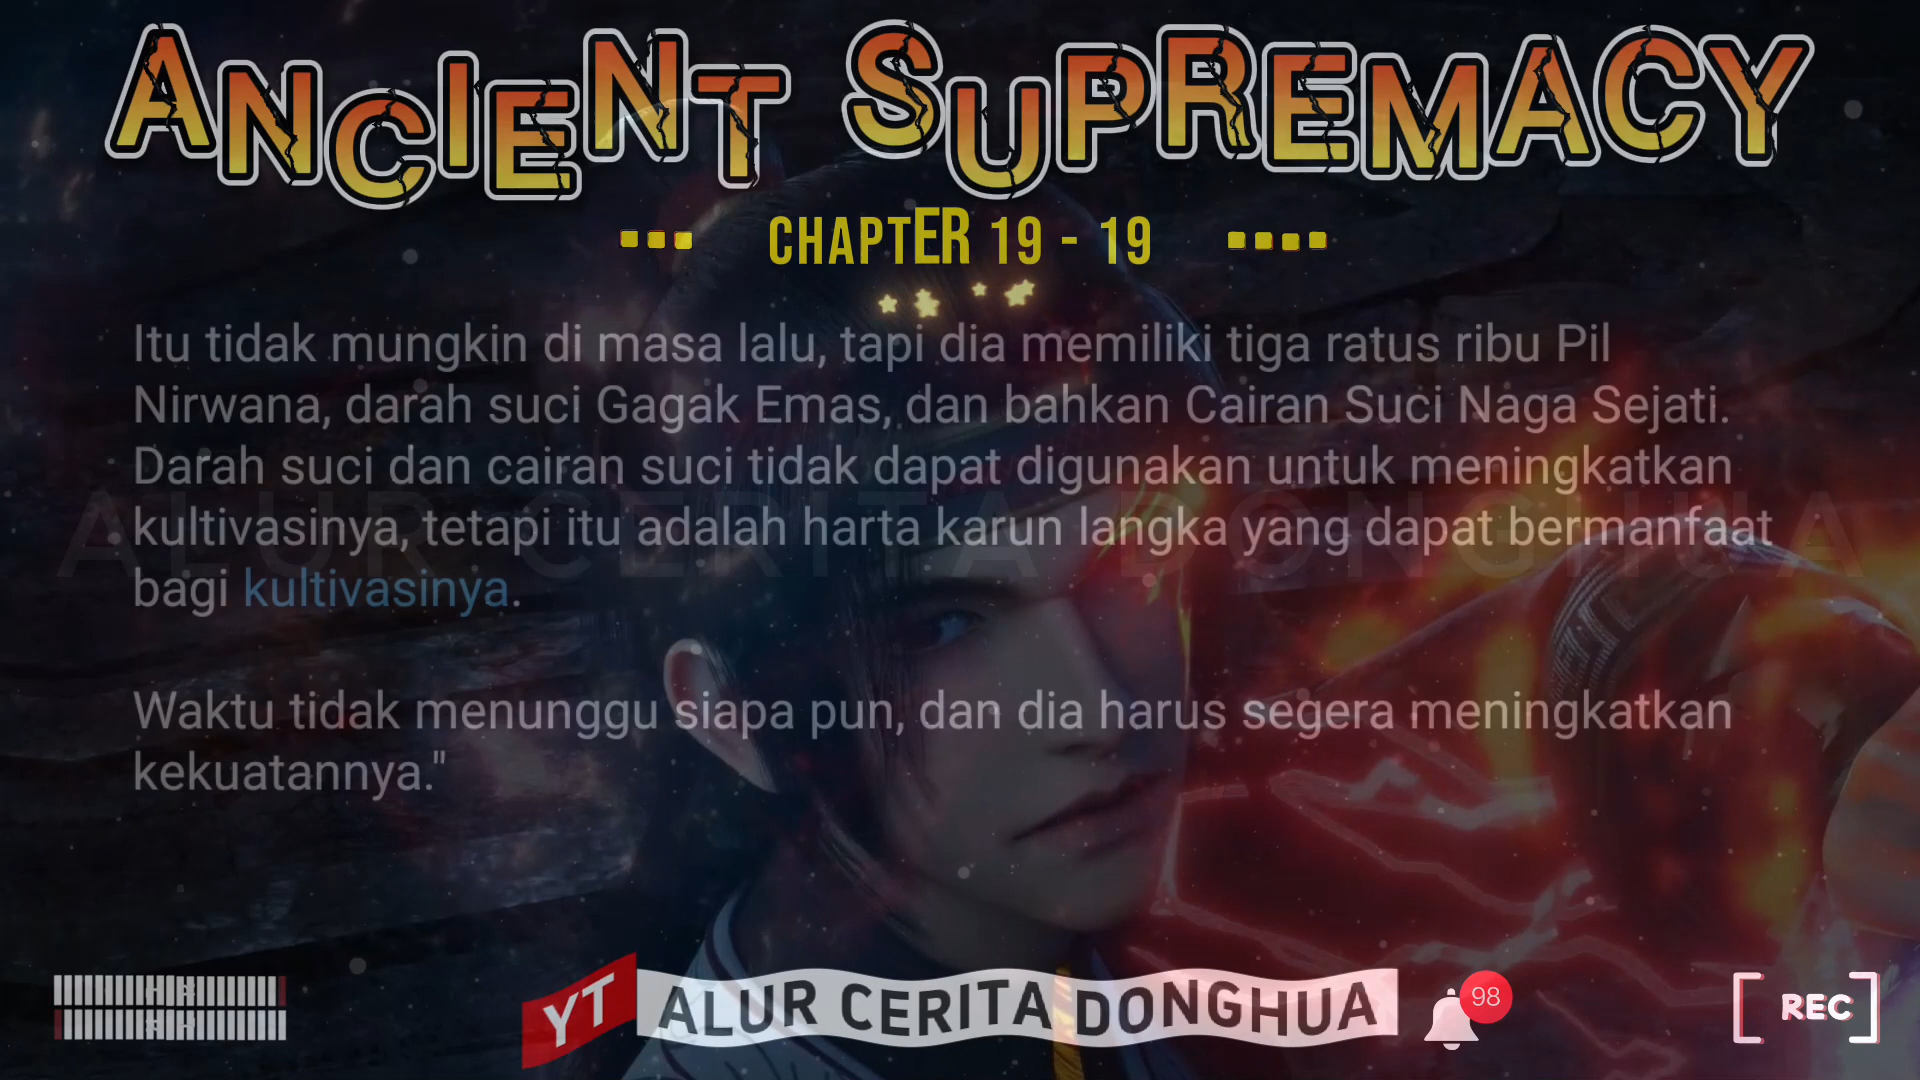 ANCIENT SUPREMACY
CHAPTER 19 - 19
Itu tidak mungkin di masa lalu, tapi dia memiliki tiga ratus ribu Pil
Nirwana, darah suci Gagak Emas, dan bahkan Cairan Suci Naga Sejati.
Darah suci dan cairan suci tidak dapat digunakan untuk meningkatkan
kultivasinya, tetapi itu adalah harta karun langka yang dapat bermanfaat
bagi kultivasinya.
Waktu tidak menunggu siapa pun, dan dia harus segera meningkatkan
kekuatannya."
ALUR CERITA DONGHUA
YT ALUR CERITA DONGHUA
98
REC